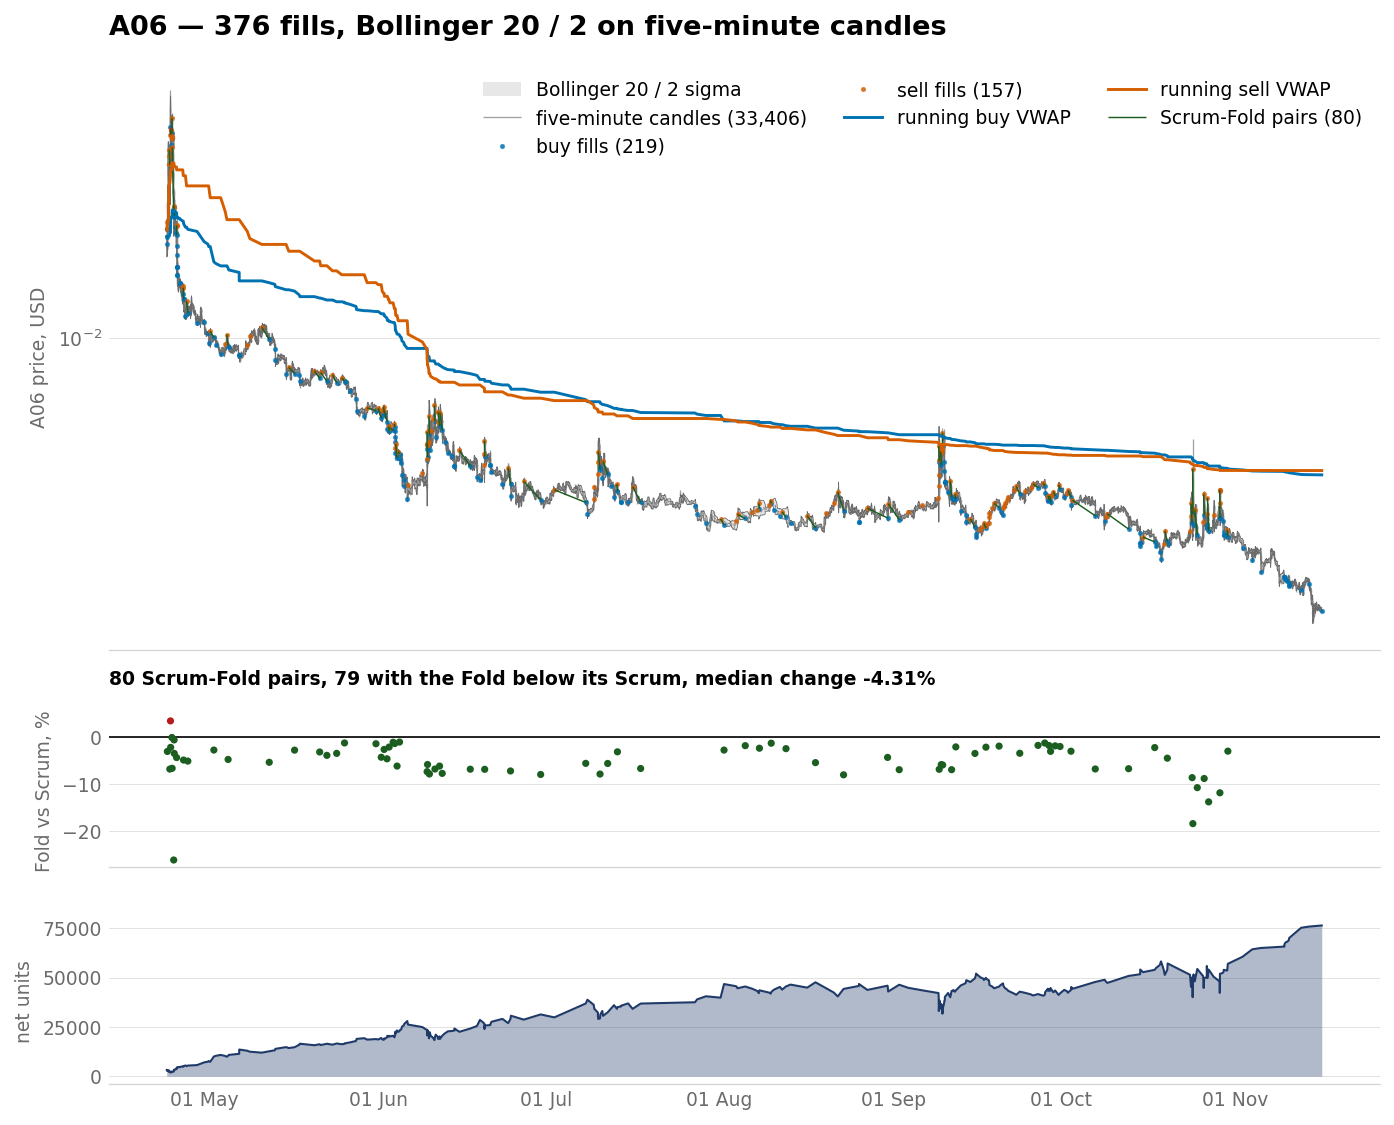 A06 — 376 fills, Bollinger 20 / 2 on five-minute candles
Bollinger 20 / 2 sigma
five-minute candles (33,406)
buy fills (219)
sell fills (157)
running buy VWAP
running sell VWAP
Scrum-Fold pairs (80)
A06 price, USD
10⁻²
80 Scrum-Fold pairs, 79 with the Fold below its Scrum, median change -4.31%
Fold vs Scrum, %
0
−10
−20
net units
75000
50000
25000
0
01 May
01 Jun
01 Jul
01 Aug
01 Sep
01 Oct
01 Nov